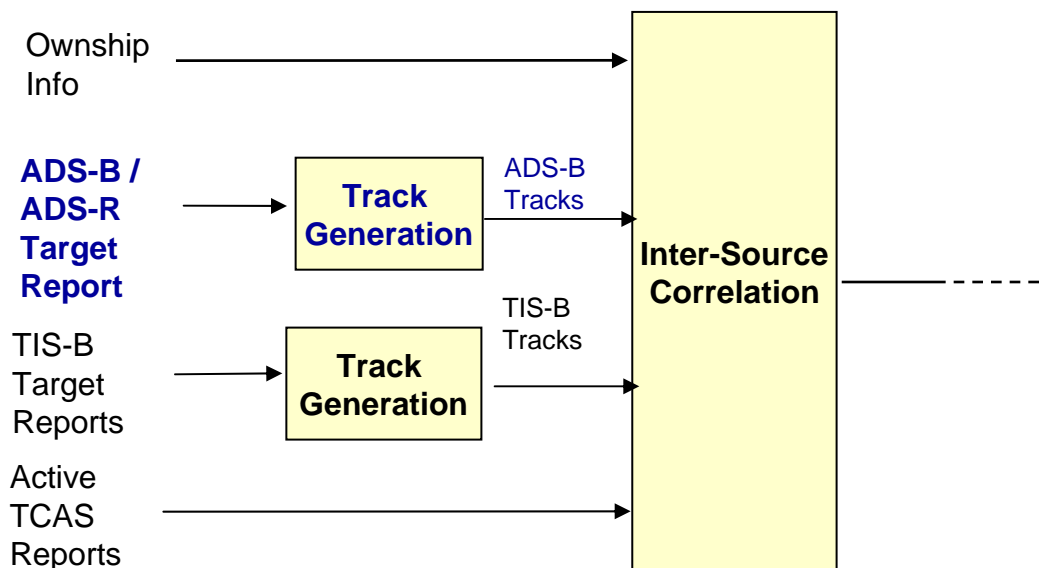 Ownship
Info
ADS-B /
ADS-R
Target
Report
Track
Generation
ADS-B
Tracks
Inter-Source
Correlation
TIS-B
Target
Reports
Track
Generation
TIS-B
Tracks
Active
TCAS
Reports